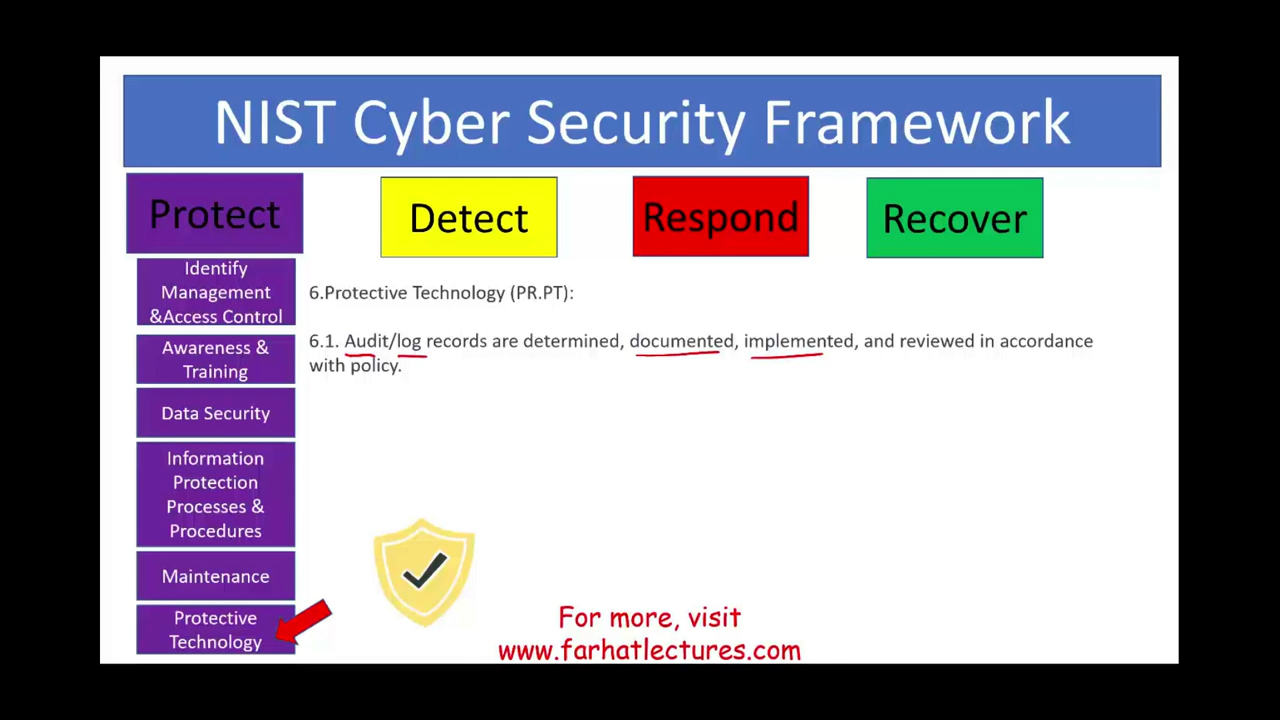 NIST Cyber Security Framework
Protect
Detect
Respond
Recover
Identify
Management
&Access Control
Awareness &
Training
Data Security
Information
Protection
Processes &
Procedures
Maintenance
Protective
Technology
6.Protective Technology (PR.PT):
6.1. Audit/log records are determined, documented, implemented, and reviewed in accordance
with policy.
For more, visit
www.farhatlectures.com